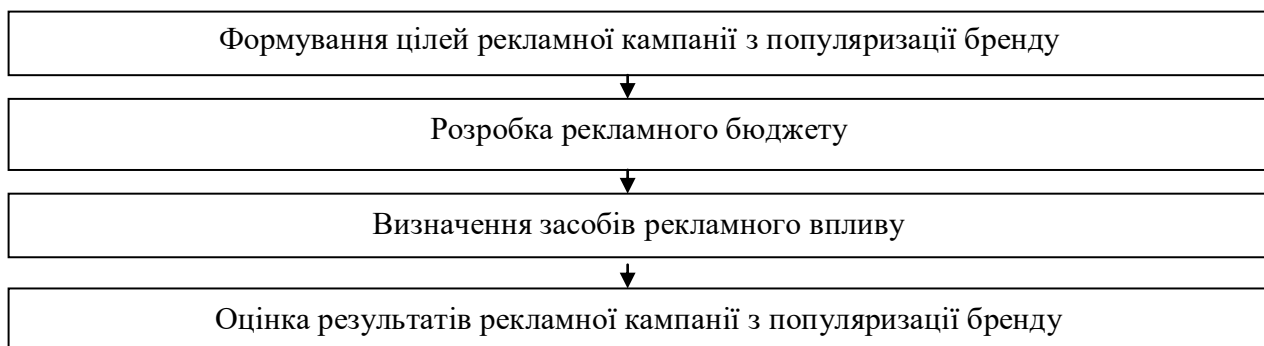 Формування цілей рекламної кампанії з популяризації бренду
Розробка рекламного бюджету
Визначення засобів рекламного впливу
Оцінка результатів рекламної кампанії з популяризації бренду